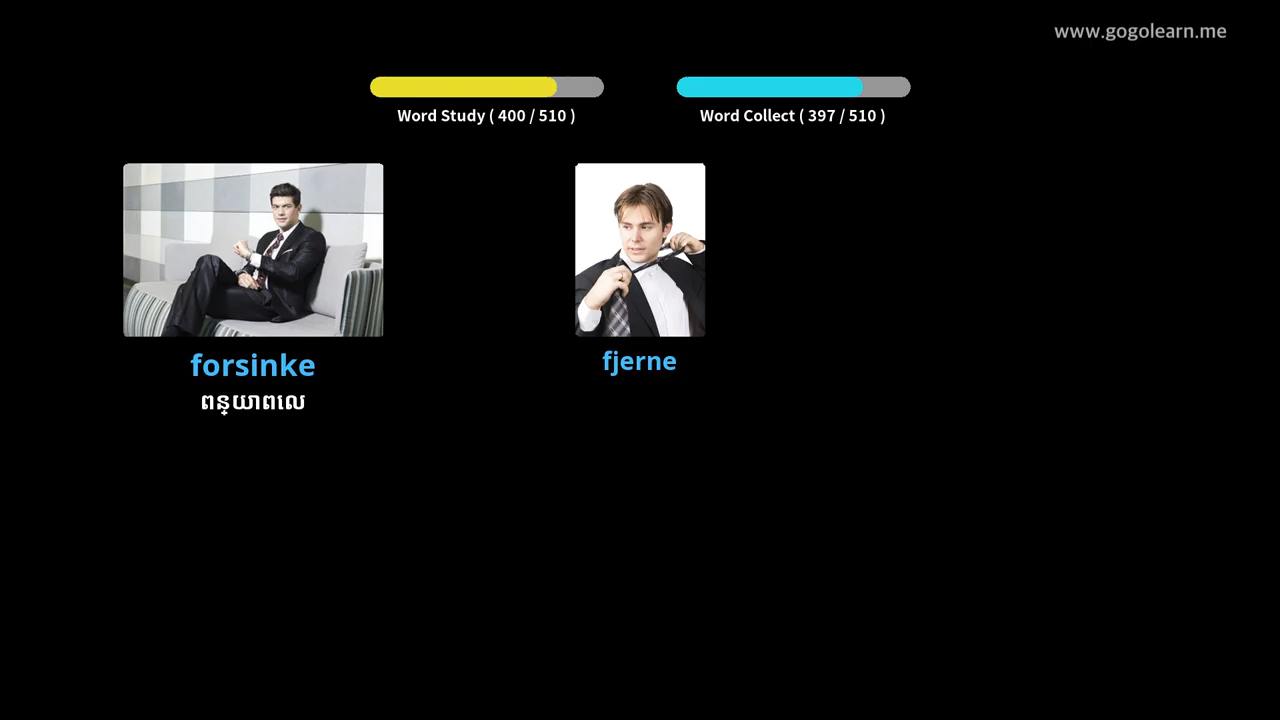 www.gogolearn.me
Word Study ( 400 / 510 )
Word Collect ( 397 / 510 )
forsinke
fjerne
ពន្យាពលេ